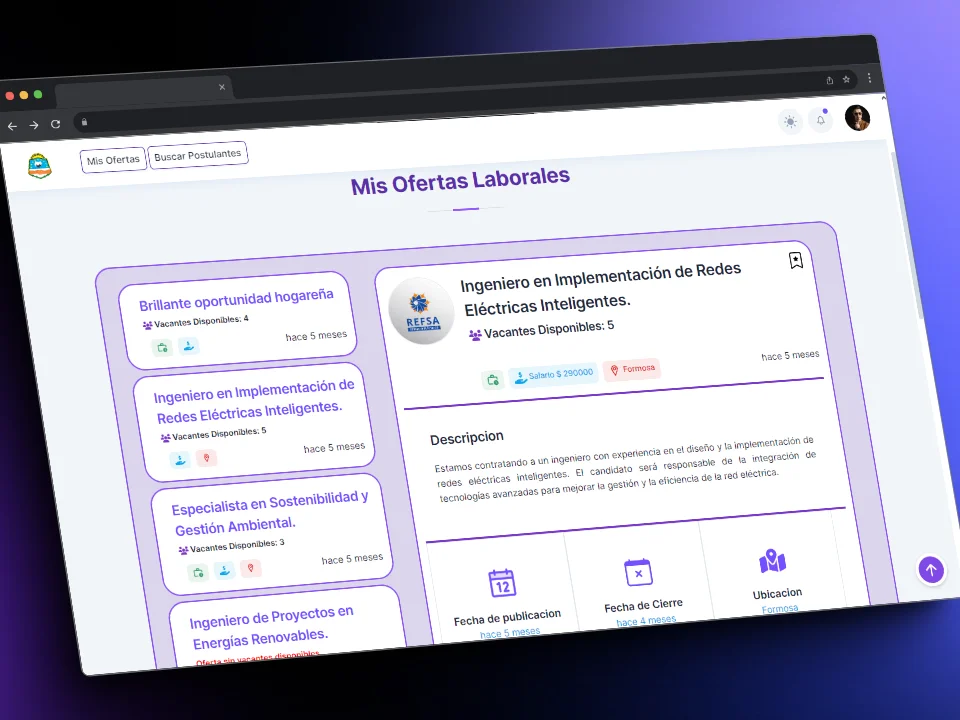 Mis Ofertas
Buscar Postulantes
Mis Ofertas Laborales
Brillante oportunidad hogareña
Vacantes Disponibles: 4
hace 5 meses
Ingeniero en Implementación de
Redes Eléctricas Inteligentes.
Vacantes Disponibles: 5
hace 5 meses
Especialista en Sostenibilidad y
Gestión Ambiental.
Vacantes Disponibles: 3
hace 5 meses
Ingeniero de Proyectos en
Energías Renovables.
Oferta sin vacantes disponibles
REFSA
Ingeniero en Implementación de Redes
Eléctricas Inteligentes.
Vacantes Disponibles: 5
Salario $ 290000
Formosa
hace 5 meses
Descripcion
Estamos contratando a un ingeniero con experiencia en el diseño y la implementación de
redes eléctricas inteligentes. El candidato será responsable de la integración de
tecnologías avanzadas para mejorar la gestión y la eficiencia de la red eléctrica.
12
Fecha de publicacion
hace 5 meses
Fecha de Cierre
hace 4 meses
Ubicacion
Formosa